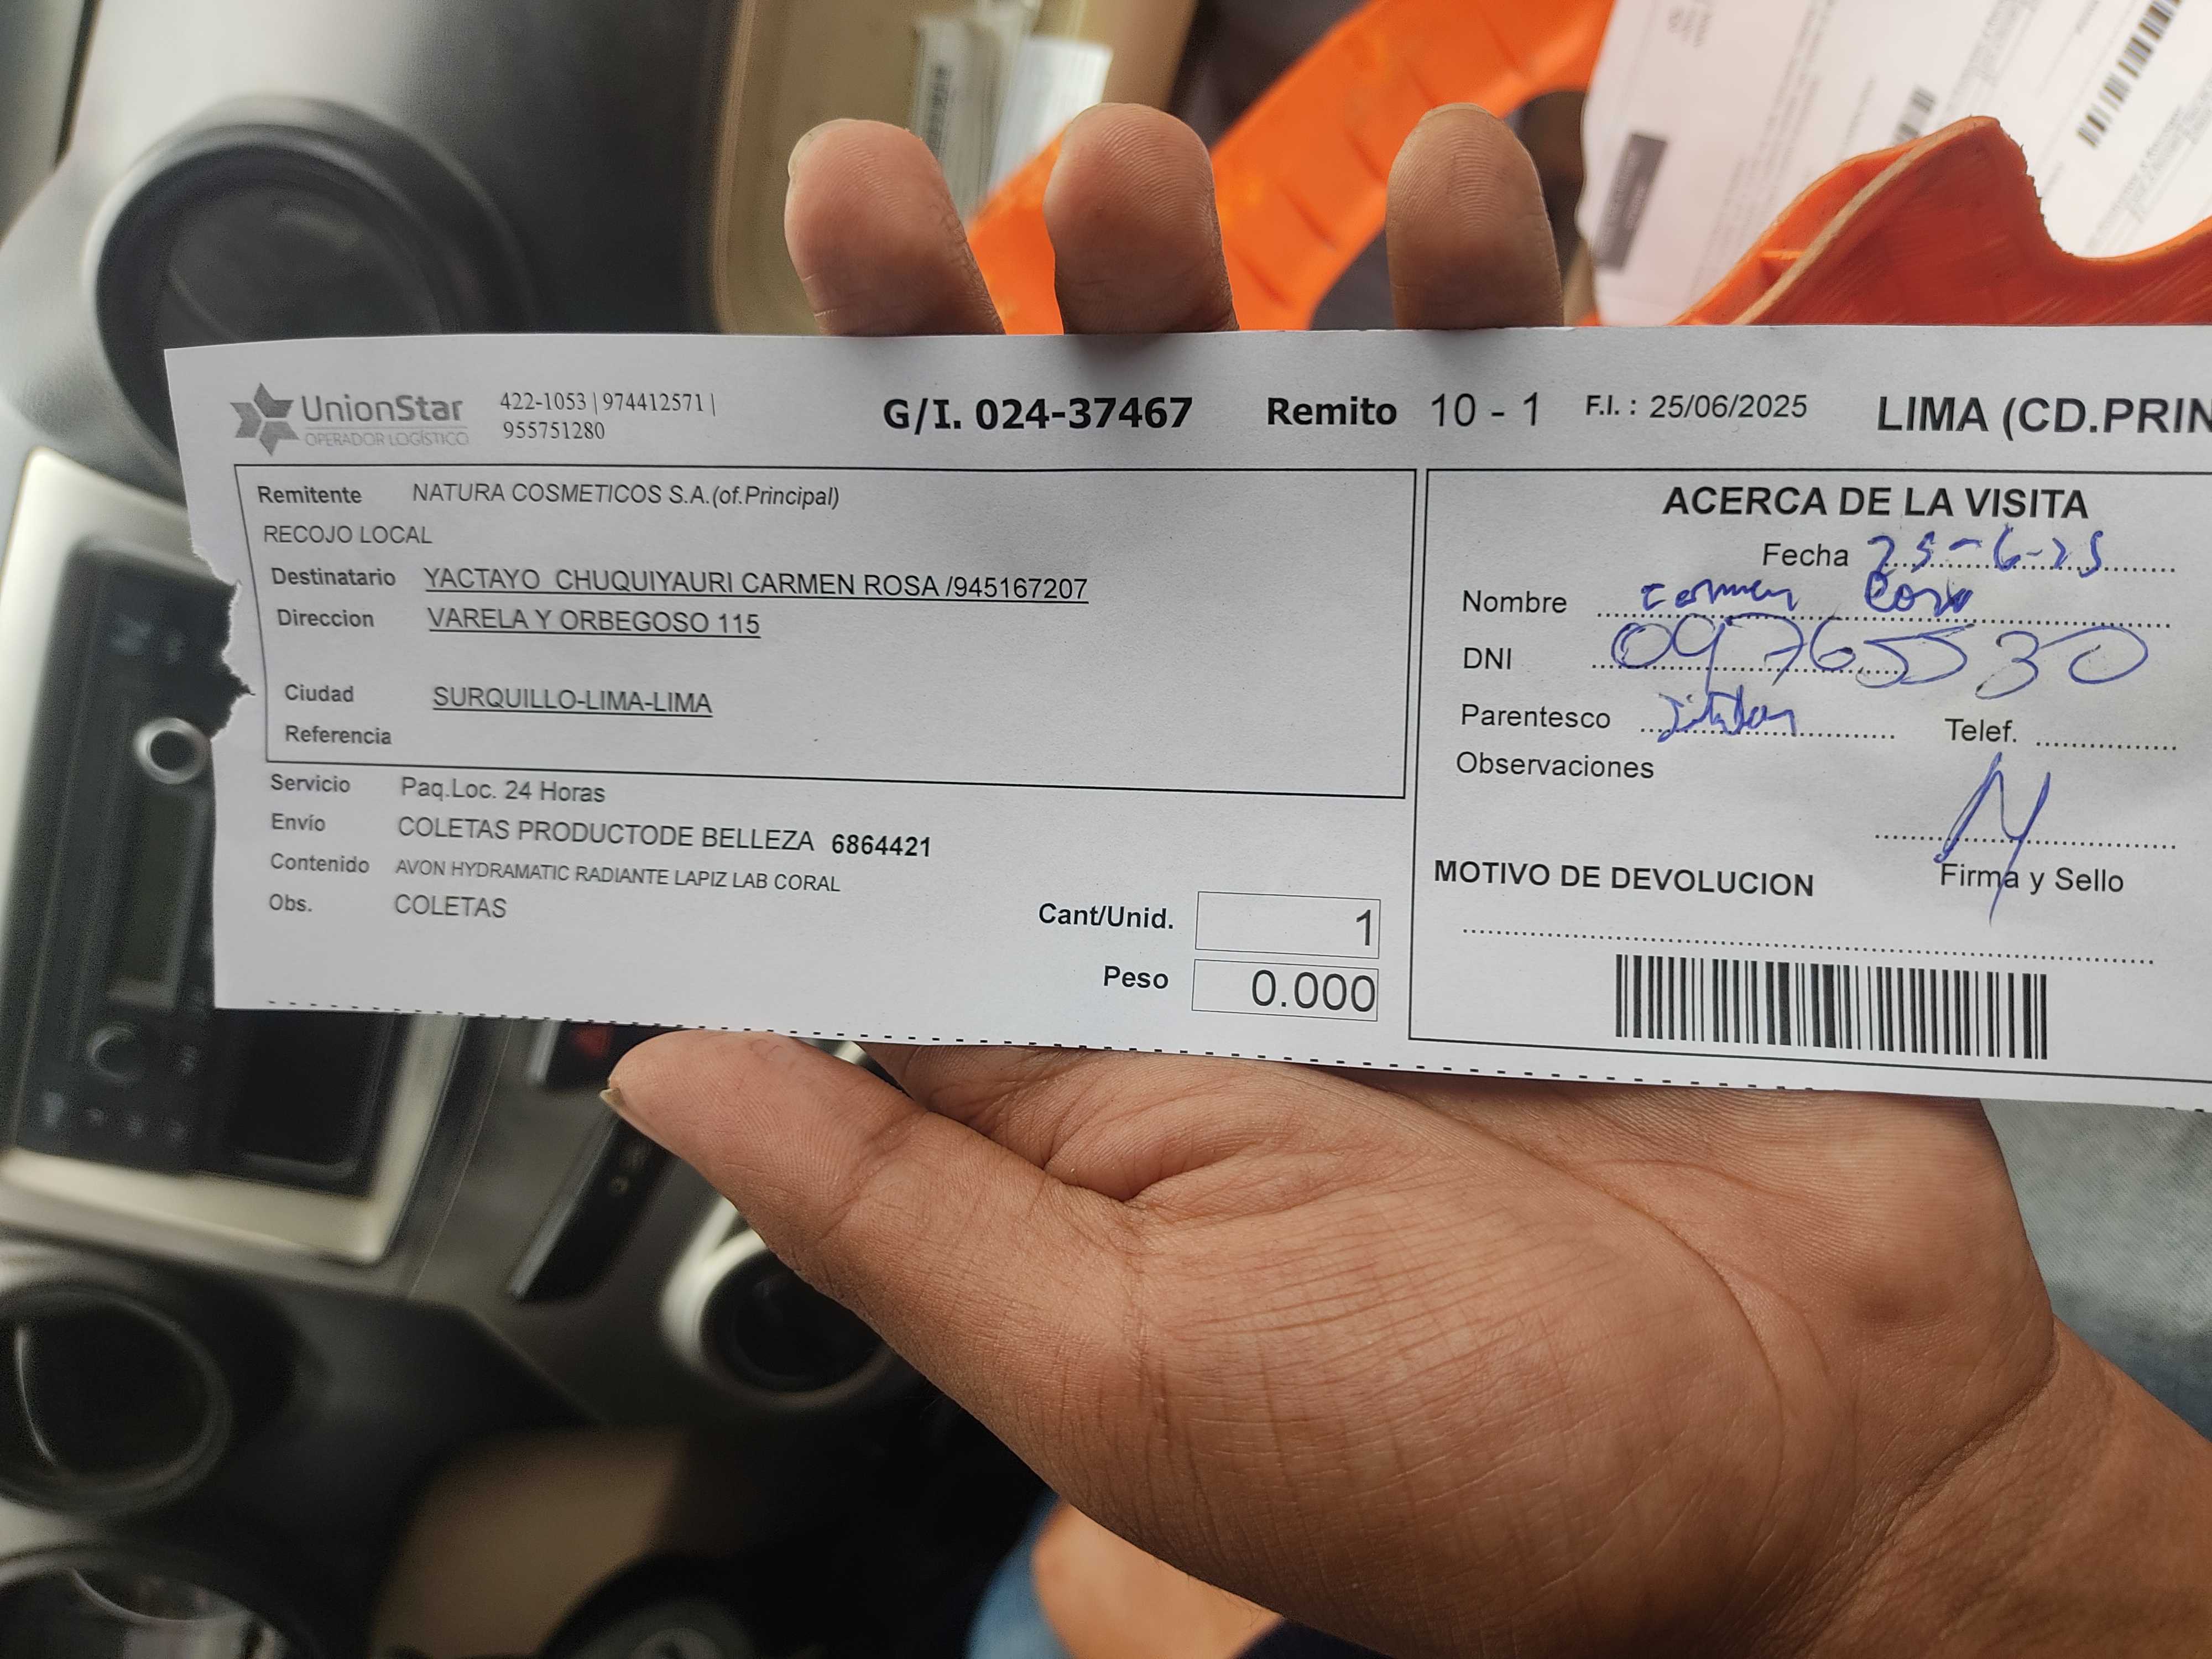 UnionStar
OPERADOR LOGÍSTICO
422-1053 | 974412571 |
955751280
G/I. 024-37467
Remito 10 - 1
F.I. : 25/06/2025
LIMA (CD.PRIN
Remitente NATURA COSMETICOS S.A.(of.Principal)
RECOJO LOCAL
Destinatario YACTAYO CHUQUIYAURI CARMEN ROSA /945167207
Direccion VARELA Y ORBEGOSO 115
Ciudad SURQUILLO-LIMA-LIMA
Referencia
Servicio Paq.Loc. 24 Horas
Envío COLETAS PRODUCTODE BELLEZA 6864421
Contenido AVON HYDRAMATIC RADIANTE LAPIZ LAB CORAL
Obs. COLETAS
Cant/Unid. 1
Peso 0.000
ACERCA DE LA VISITA
Fecha 25-6-25
Nombre Carmen Rosa
DNI 09765530
Parentesco Telef.
Observaciones
Firma y Sello
MOTIVO DE DEVOLUCION